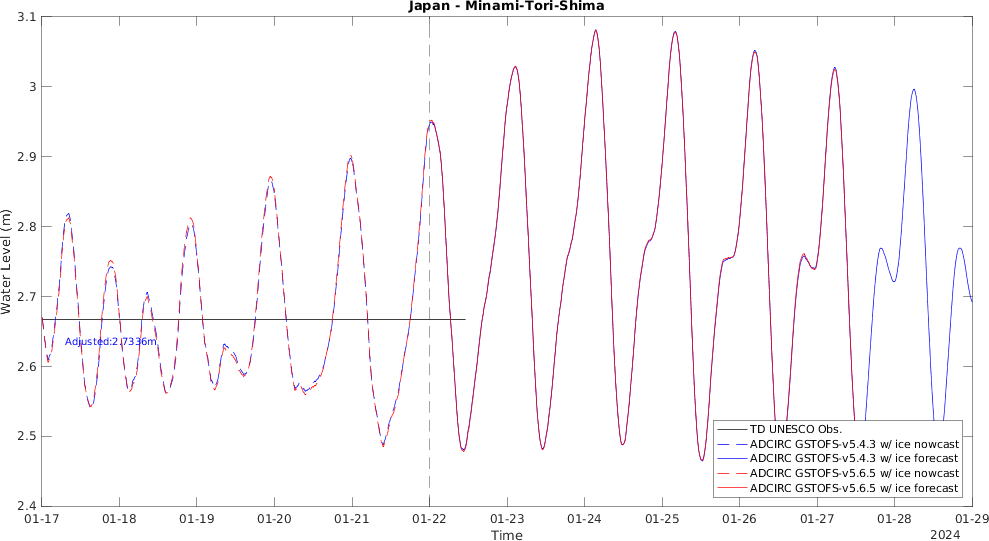 Japan - Minami-Tori-Shima
Water Level (m)
3.1
3
2.9
2.8
2.7
2.6
2.5
2.4
Adjusted:2.7336m
TD UNESCO Obs.
ADCIRC GSTOFS-v5.4.3 w/ ice nowcast
ADCIRC GSTOFS-v5.4.3 w/ ice forecast
ADCIRC GSTOFS-v5.6.5 w/ ice nowcast
ADCIRC GSTOFS-v5.6.5 w/ ice forecast
01-17 01-18 01-19 01-20 01-21 01-22 01-23 01-24 01-25 01-26 01-27 01-28 01-29
Time
2024